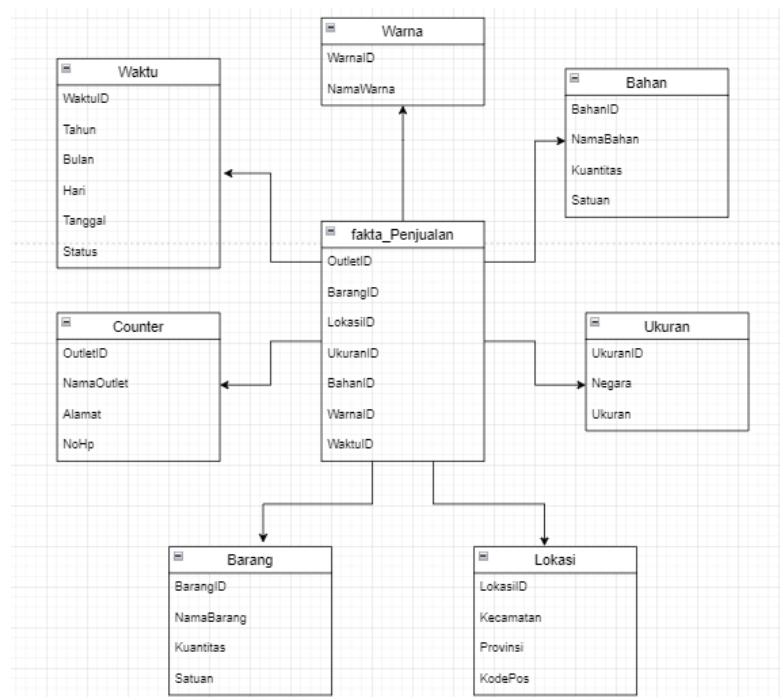 Warna
WarnaID
NamaWarna
Waktu
WaktuID
Tahun
Bulan
Hari
Tanggal
Status
Bahan
BahanID
NamaBahan
Kuantitas
Satuan
fakta_Penjualan
OutletID
BarangID
LokasiID
UkuranID
BahanID
WarnaID
WaktuID
Counter
OutletID
NamaOutlet
Alamat
NoHp
Ukuran
UkuranID
Negara
Ukuran
Barang
BarangID
NamaBarang
Kuantitas
Satuan
Lokasi
LokasiID
Kecamatan
Provinsi
KodePos